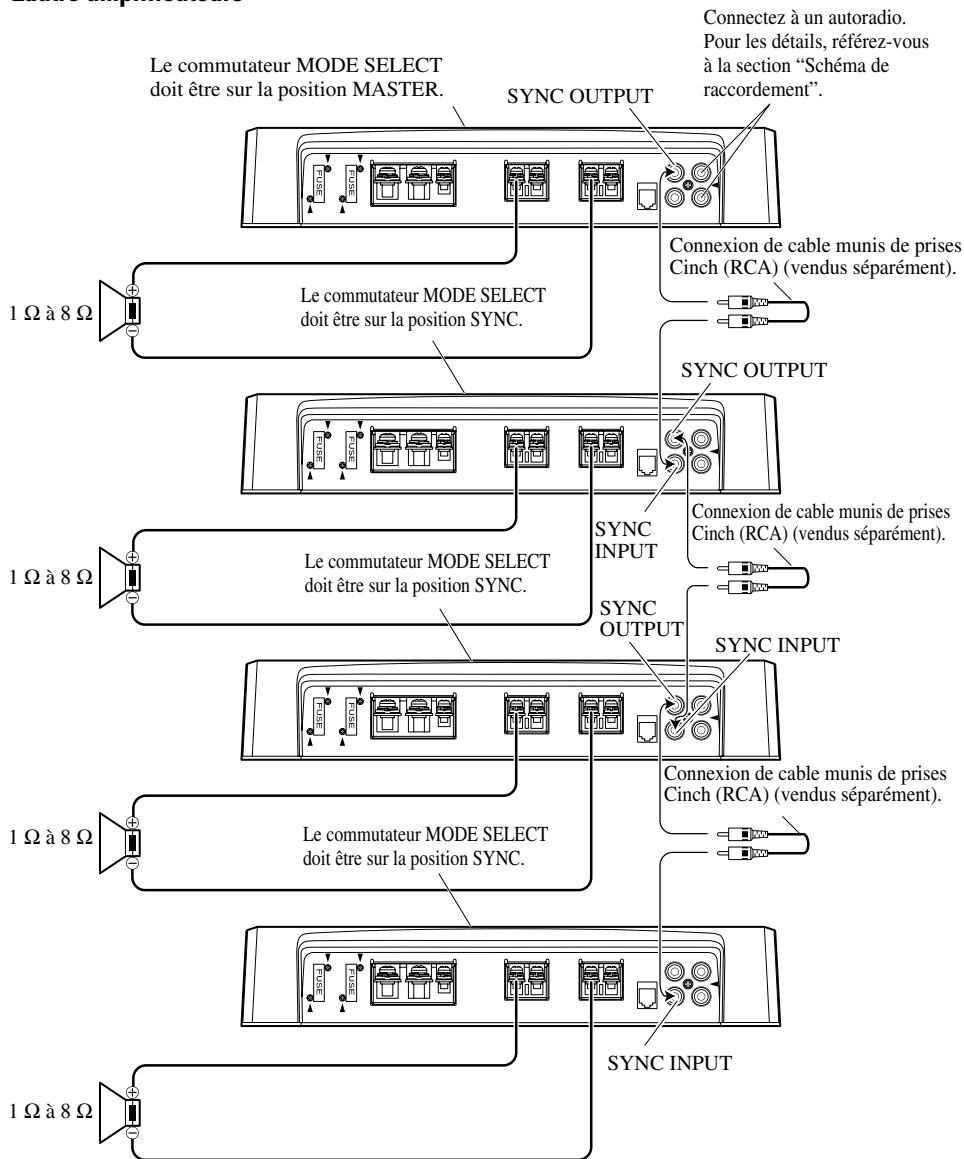 Connectez à un autoradio.
Pour les détails, référez-vous
à la section “Schéma de
raccordement”.
Le commutateur MODE SELECT
doit être sur la position MASTER.
SYNC OUTPUT
FUSE
FUSE
Connexion de cable munis de prises
Cinch (RCA) (vendus séparément).
1 Ω à 8 Ω
Le commutateur MODE SELECT
doit être sur la position SYNC.
SYNC OUTPUT
FUSE
FUSE
SYNC
INPUT
Connexion de cable munis de prises
Cinch (RCA) (vendus séparément).
1 Ω à 8 Ω
Le commutateur MODE SELECT
doit être sur la position SYNC.
SYNC
OUTPUT
SYNC INPUT
FUSE
FUSE
Connexion de cable munis de prises
Cinch (RCA) (vendus séparément).
1 Ω à 8 Ω
Le commutateur MODE SELECT
doit être sur la position SYNC.
FUSE
FUSE
SYNC INPUT
1 Ω à 8 Ω